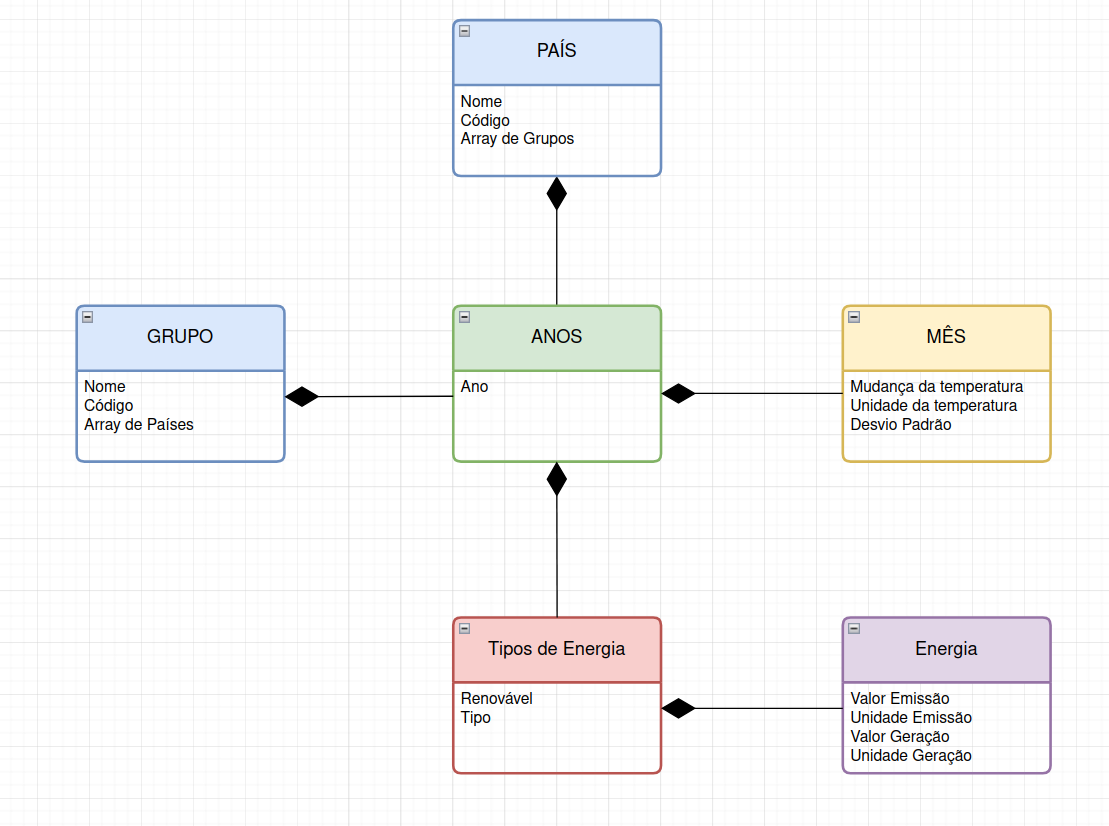 PAÍS
Nome
Código
Array de Grupos
GRUPO
Nome
Código
Array de Países
ANOS
Ano
MÊS
Mudança da temperatura
Unidade da temperatura
Desvio Padrão
Tipos de Energia
Renovável
Tipo
Energia
Valor Emissão
Unidade Emissão
Valor Geração
Unidade Geração